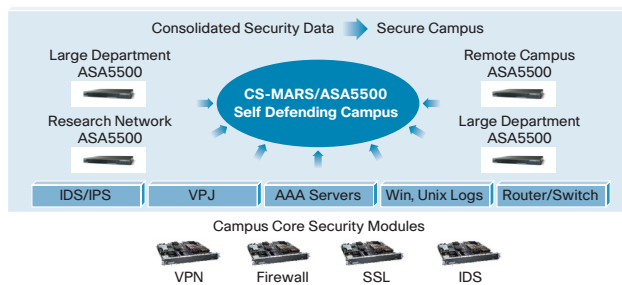 Consolidated Security Data Secure Campus
Large Department
ASA5500
Remote Campus
ASA5500
CS-MARS/ASA5500
Self Defending Campus
Research Network
ASA5500
Large Department
ASA5500
IDS/IPS
VPJ
AAA Servers
Win, Unix Logs
Router/Switch
Campus Core Security Modules
VPN
Firewall
SSL
IDS